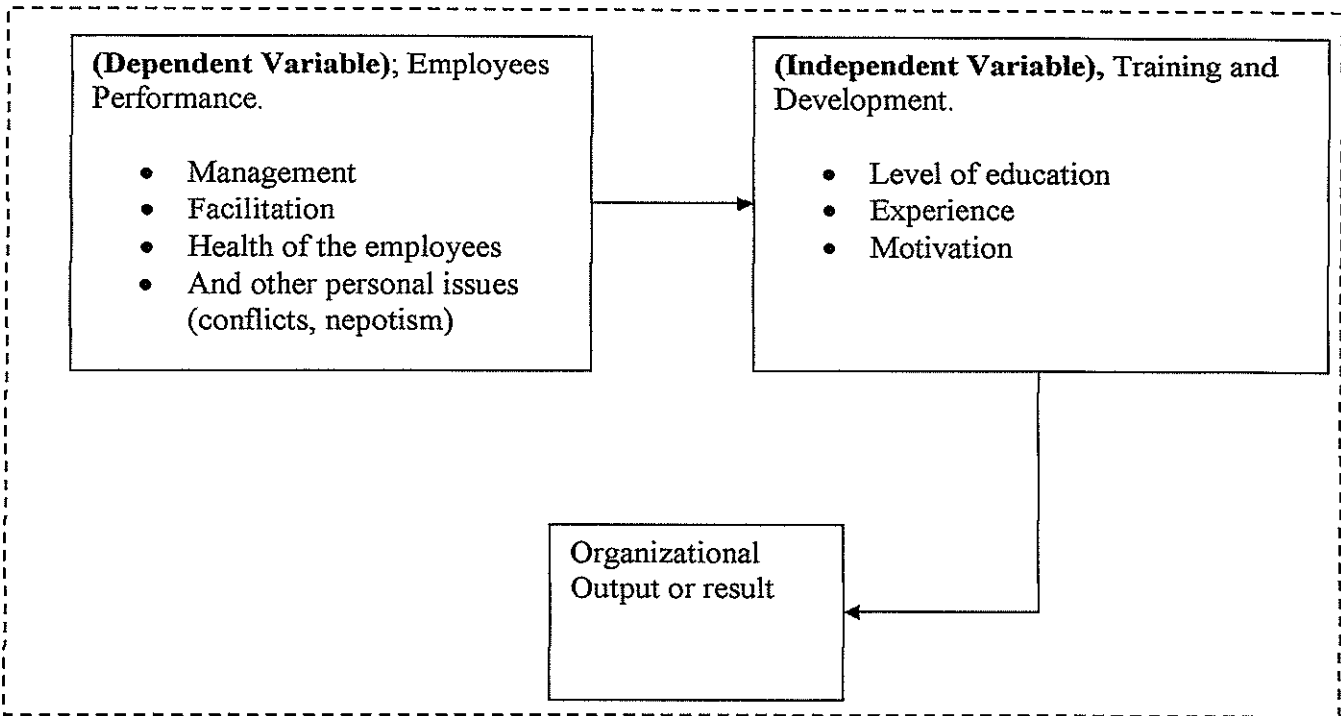 (Dependent Variable); Employees
Performance.
• Management
• Facilitation
• Health of the employees
• And other personal issues
(conflicts, nepotism)
(Independent Variable), Training and
Development.
• Level of education
• Experience
• Motivation
Organizational
Output or result